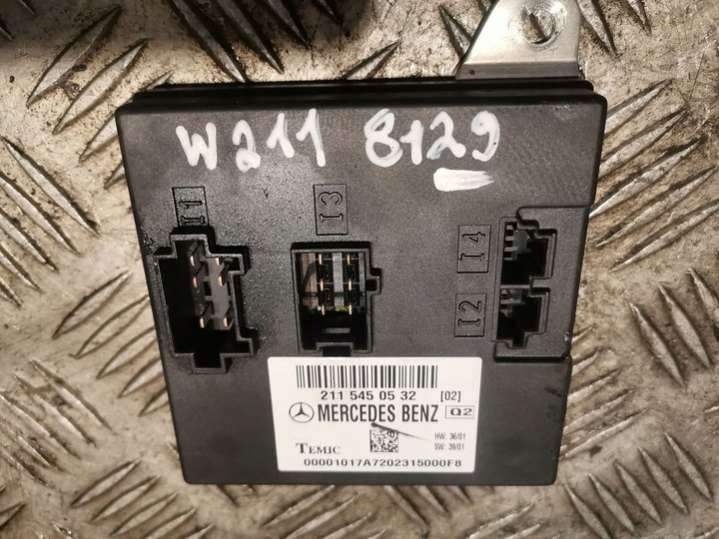 W211 8129
I1
I3
I4
I2
211 545 05 32 [02]
MERCEDES BENZ Q2
TEMIC
HW: 36/01
SW: 39/01
00001017A7202315000F8